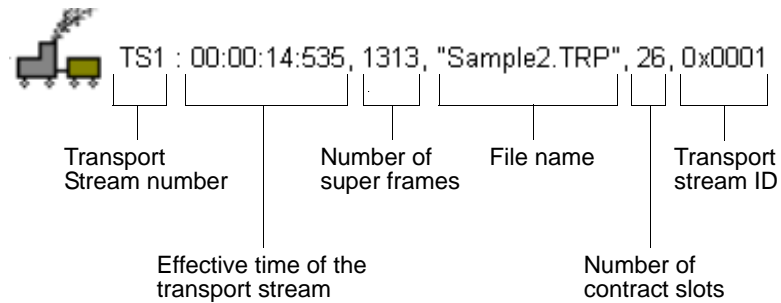 TS1 : 00:00:14:535, 1313, "Sample2.TRP", 26, 0x0001
Transport
Stream number
Number of
super frames
File name
Transport
stream ID
Effective time of the
transport stream
Number of
contract slots